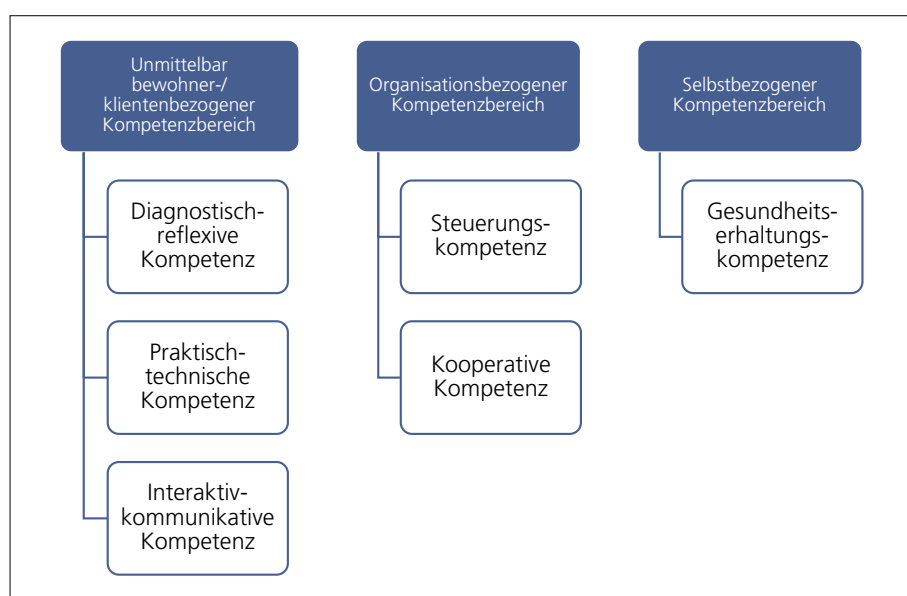 Unmittelbar
bewohner-/
klientenbezogener
Kompetenzbereich
Diagnostisch-
reflexive
Kompetenz
Praktisch-
technische
Kompetenz
Interaktiv-
kommunikative
Kompetenz
Organisationsbezogener
Kompetenzbereich
Steuerungs-
kompetenz
Kooperative
Kompetenz
Selbstbezogener
Kompetenzbereich
Gesundheits-
erhaltungs-
kompetenz